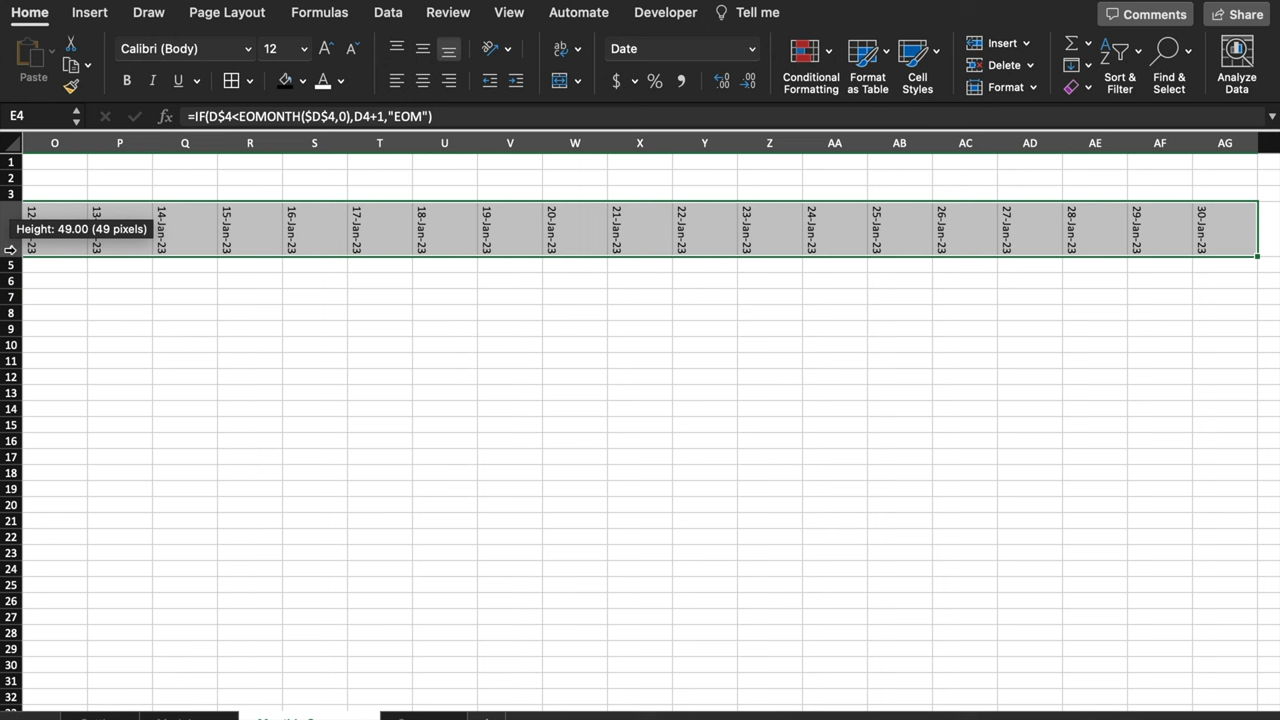 Home Insert Draw Page Layout Formulas Data Review View Automate Developer Tell me Comments Share
Paste
Calibri (Body) 12
Date
Conditional Formatting
Format as Table
Cell Styles
Insert
Delete
Format
Sort & Filter
Find & Select
Analyze Data
E4 fx =IF(D$4<EOMONTH($D$4,0),D4+1,"EOM")
O P Q R S T U V W X Y Z AA AB AC AD AE AF AG
1
2
3
12 23 13- 14-Jan-23 15-Jan-23 16-Jan-23 17-Jan-23 18-Jan-23 19-Jan-23 20-Jan-23 21-Jan-23 22-Jan-23 23-Jan-23 24-Jan-23 25-Jan-23 26-Jan-23 27-Jan-23 28-Jan-23 29-Jan-23 30-Jan-23
Height: 49.00 (49 pixels)
5
6
7
8
9
10
11
12
13
14
15
16
17
18
19
20
21
22
23
24
25
26
27
28
29
30
31
32